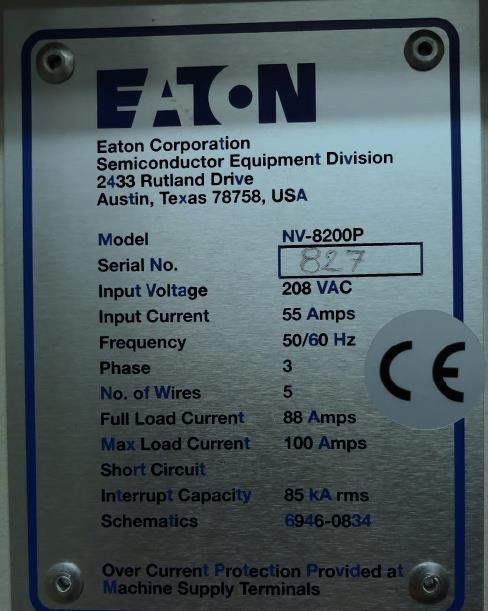 EATON
Eaton Corporation
Semiconductor Equipment Division
2433 Rutland Drive
Austin, Texas 78758, USA
Model NV-8200P
Serial No. 827
Input Voltage 208 VAC
Input Current 55 Amps
Frequency 50/60 Hz
Phase 3
No. of Wires 5
Full Load Current 88 Amps
Max Load Current 100 Amps
Short Circuit
Interrupt Capacity 85 kA rms
Schematics 6946-0834
CE
Over Current Protection Provided at
Machine Supply Terminals